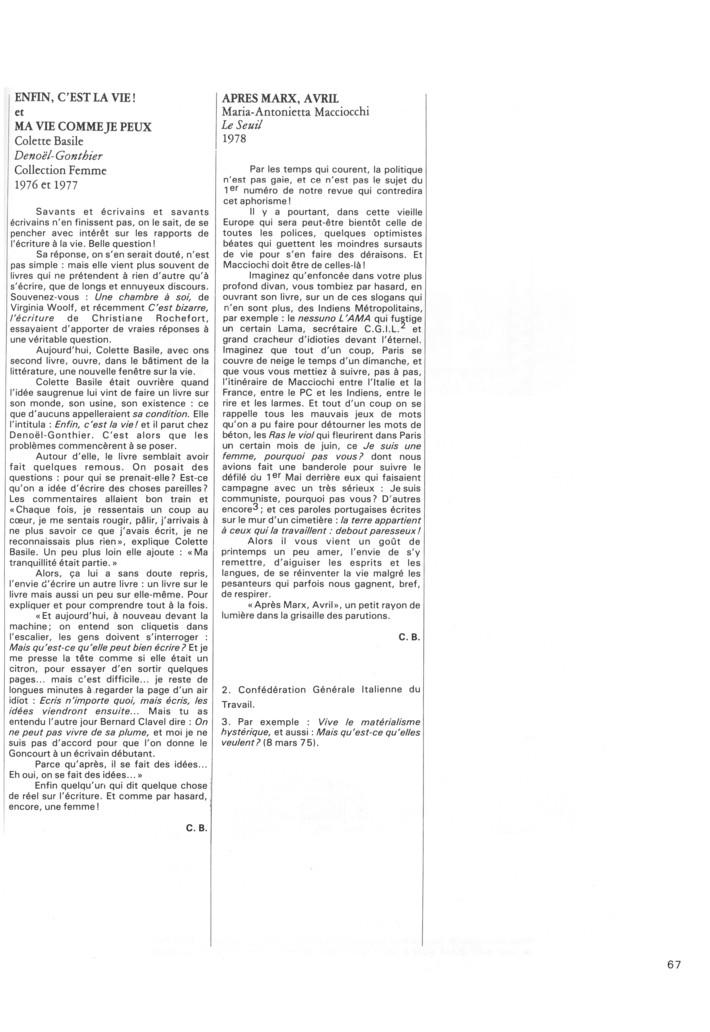 ENFIN, C'EST LA VIE!
et
MA VIE COMME JE PEUX
Colette Basile
Denoël-Gonthier
Collection Femme
1976 et 1977
Savants et écrivains et savants
écrivains n'en finissent pas, on le sait, de se
pencher avec intérêt sur les rapports de
l'écriture à la vie. Belle question!
Sa réponse, on s'en serait douté, n'est
pas simple : mais elle vient plus souvent de
livres qui ne prétendent à rien d'autre qu'à
s'écrire, que de longs et ennuyeux discours.
Souvenez-vous : Une chambre à soi, de
Virginia Woolf, et récemment C'est bizarre,
l'écriture de Christiane Rochefort,
essayaient d'apporter de vraies réponses à
une véritable question.
Aujourd'hui, Colette Basile, avec ons
second livre, ouvre, dans le bâtiment de la
littérature, une nouvelle fenêtre sur la vie.
Colette Basile était ouvrière quand
l'idée saugrenue lui vint de faire un livre sur
son monde, son usine, son existence : ce
que d'aucuns appelleraient sa condition. Elle
l'intitula : Enfin, c'est la vie! et il parut chez
Denoël-Gonthier. C'est alors que les
problèmes commencèrent à se poser.
Autour d'elle, le livre semblait avoir
fait quelques remous. On posait des
questions : pour qui se prenait-elle? Est-ce
qu'on a idée d'écrire des choses pareilles?
Les commentaires allaient bon train et
«Chaque fois, je ressentais un coup au
cœur, je me sentais rougir, pâlir, j'arrivais à
ne plus savoir ce que j'avais écrit, je ne
reconnaissais plus rien», explique Colette
Basile. Un peu plus loin elle ajoute : «Ma
tranquillité était partie.»
Alors, ça lui a sans doute repris,
l'envie d'écrire un autre livre : un livre sur le
livre mais aussi un peu sur elle-même. Pour
expliquer et pour comprendre tout à la fois.
«Et aujourd'hui, à nouveau devant la
machine; on entend son cliquetis dans
l'escalier, les gens doivent s'interroger :
Mais qu'est-ce qu'elle peut bien écrire? Et je
me presse la tête comme si elle était un
citron, pour essayer d'en sortir quelques
pages... mais c'est difficile... je reste de
longues minutes à regarder la page d'un air
idiot : Ecris n'importe quoi, mais écris, les
idées viendront ensuite... Mais tu as
entendu l'autre jour Bernard Clavel dire : On
ne peut pas vivre de sa plume, et moi je ne
suis pas d'accord pour que l'on donne le
Goncourt à un écrivain débutant.
Parce qu'après, il se fait des idées...
Eh oui, on se fait des idées...»
Enfin quelqu'un qui dit quelque chose
de réel sur l'écriture. Et comme par hasard,
encore, une femme!
C. B.
APRES MARX, AVRIL
Maria-Antonietta Macciocchi
Le Seuil
1978
Par les temps qui courent, la politique
n'est pas gaie, et ce n'est pas le sujet du
1er numéro de notre revue qui contredira
cet aphorisme!
Il y a pourtant, dans cette vieille
Europe qui sera peut-être bientôt celle de
toutes les polices, quelques optimistes
béates qui guettent les moindres sursauts
de vie pour s'en faire des déraisons. Et
Macciochi doit être de celles-là!
Imaginez qu'enfoncée dans votre plus
profond divan, vous tombiez par hasard, en
ouvrant son livre, sur un de ces slogans qui
n'en sont plus, des Indiens Métropolitains,
par exemple : le nessuno L'AMA qui fustige
un certain Lama, secrétaire C.G.I.L.2 et
grand cracheur d'idioties devant l'éternel.
Imaginez que tout d'un coup, Paris se
couvre de neige le temps d'un dimanche, et
que vous vous mettiez à suivre, pas à pas,
l'itinéraire de Macciochi entre l'Italie et la
France, entre le PC et les Indiens, entre le
rire et les larmes. Et tout d'un coup on se
rappelle tous les mauvais jeux de mots
qu'on a pu faire pour détourner les mots de
béton, les Ras le viol qui fleurirent dans Paris
un certain mois de juin, ce Je suis une
femme, pourquoi pas vous? dont nous
avions fait une banderole pour suivre le
défilé du 1er Mai derrière eux qui faisaient
campagne avec un très sérieux : Je suis
communiste, pourquoi pas vous? D'autres
encore3; et ces paroles portugaises écrites
sur le mur d'un cimetière : la terre appartient
à ceux qui la travaillent : debout paresseux!
Alors il vous vient un goût de
printemps un peu amer, l'envie de s'y
remettre, d'aiguiser les esprits et les
langues, de se réinventer la vie malgré les
pesanteurs qui parfois nous gagnent, bref,
de respirer.
«Après Marx, Avril», un petit rayon de
lumière dans la grisaille des parutions.
C. B.
2. Confédération Générale Italienne du
Travail.
3. Par exemple : Vive le matérialisme
hystérique, et aussi : Mais qu'est-ce qu'elles
veulent? (8 mars 75).
67